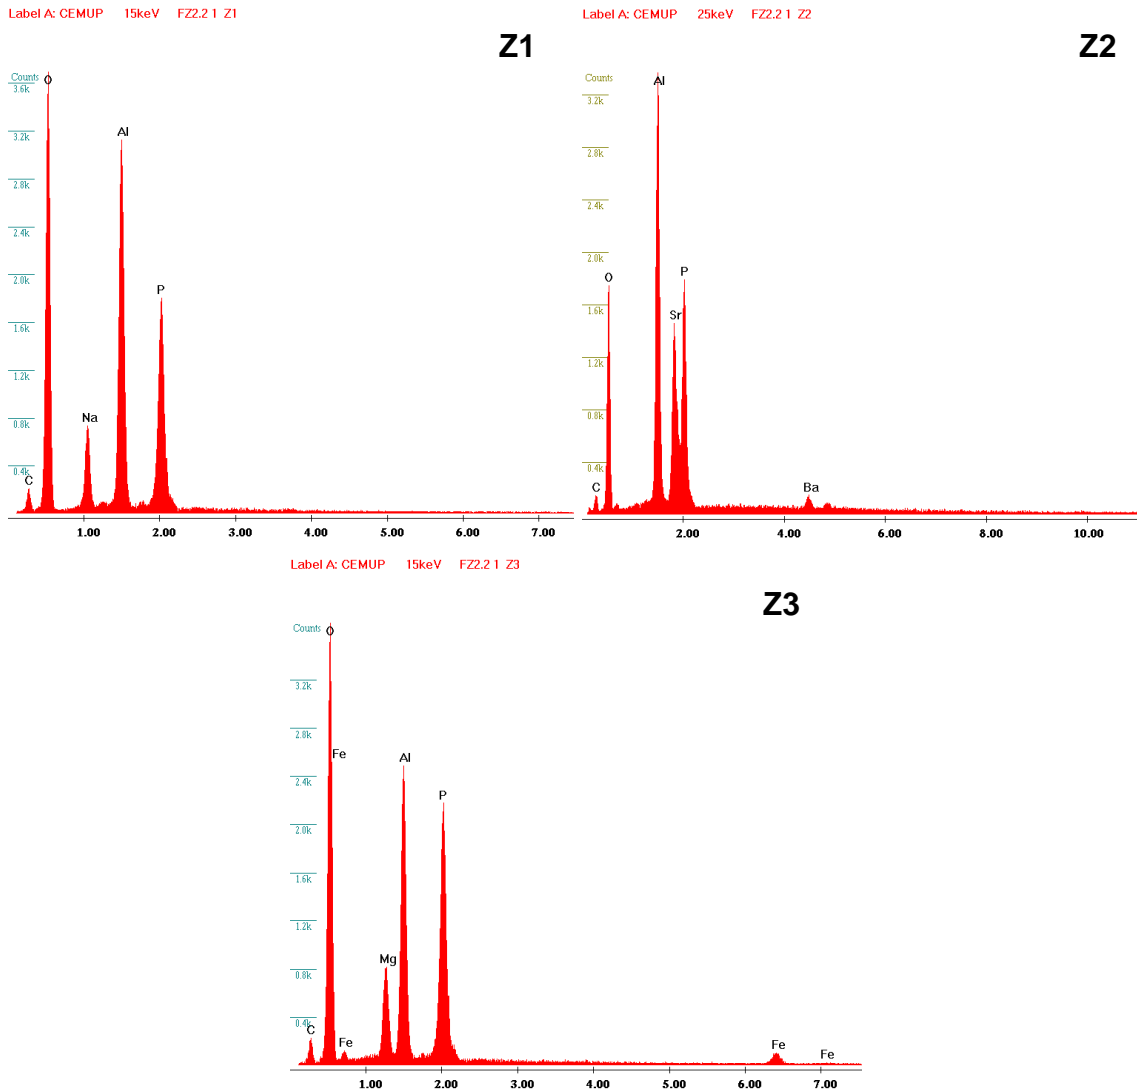 Label A: CEMUP 15keV FZ2.2 1 Z1
Z1
Counts
O
3.6k
3.2k
Al
2.8k
2.4k
2.0k
P
1.6k
1.2k
0.8k
Na
0.4k
C
1.00 2.00 3.00 4.00 5.00 6.00 7.00
Label A: CEMUP 25keV FZ2.2 1 Z2
Z2
Counts
Al
3.2k
2.8k
2.4k
2.0k
O
P
1.6k
Sr
1.2k
0.8k
0.4k
C
Ba
2.00 4.00 6.00 8.00 10.00
Label A: CEMUP 15keV FZ2.2 1 Z3
Z3
Counts
O
3.2k
2.8k
Fe
Al
2.4k
P
2.0k
1.6k
1.2k
Mg
0.8k
0.4k
C
Fe
Fe
Fe
1.00 2.00 3.00 4.00 5.00 6.00 7.00